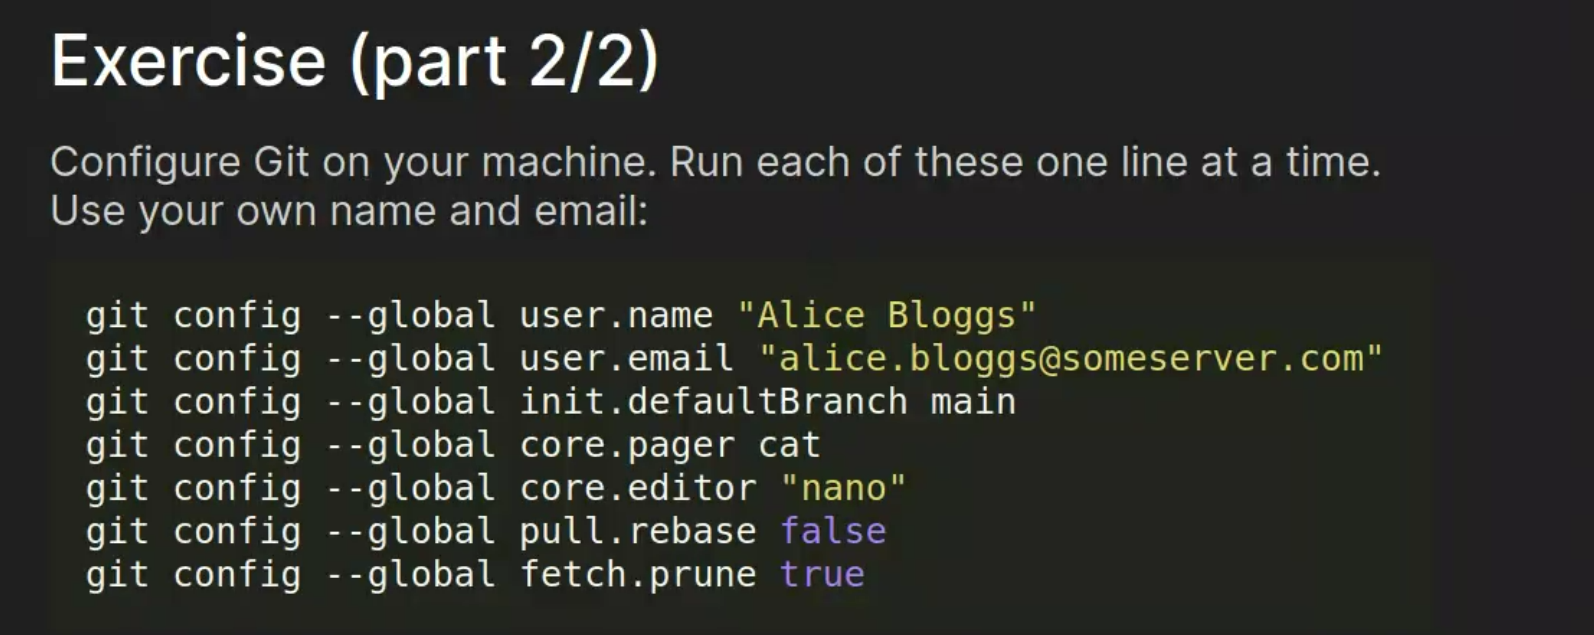 Exercise (part 2/2)
Configure Git on your machine. Run each of these one line at a time.
Use your own name and email:
git config --global user.name "Alice Bloggs"
git config --global user.email "alice.bloggs@someserver.com"
git config --global init.defaultBranch main
git config --global core.pager cat
git config --global core.editor "nano"
git config --global pull.rebase false
git config --global fetch.prune true